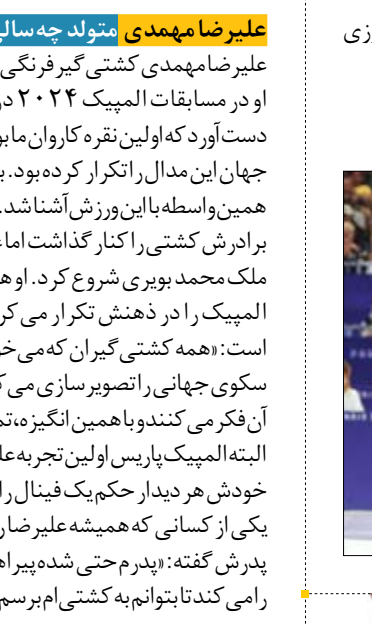 علیرضا مهمدی متولد چه سالی
علیرضا مهمدی کشتی گیر فرنگی
او در مسابقات المپیک ۲۰۲۴ در
دست آورد که اولین نقره کاروان ما بو
جهان این مدال را تکرار کرده بود. ب
همین واسطه با این ورزش آشنا شد.
برادرش کشتی را کنار گذاشت اما ع
ملک محمد بویری شروع کرد. او ه
المپیک را در ذهنش تکرار می کر
است: «همه کشتی گیران که می خو
سکوی جهانی را تصویر سازی می ک
آن فکر می کنند و با همین انگیزه، تم
البته المپیک پاریس اولین تجربه عل
خودش هر دیدار حکم یک فینال را
یکی از کسانی که همیشه علیرضا ر
پدرش گفته: «پدرم حتی شده پیراه
را می کند تا بتوانم به کشتی ام برسم